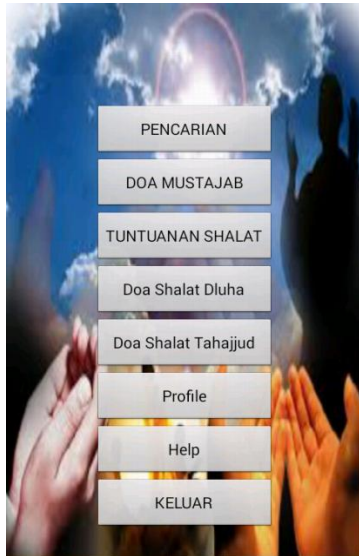 PENCARIAN
DOA MUSTAJAB
TUNTUANAN SHALAT
Doa Shalat Dluha
Doa Shalat Tahajjud
Profile
Help
KELUAR